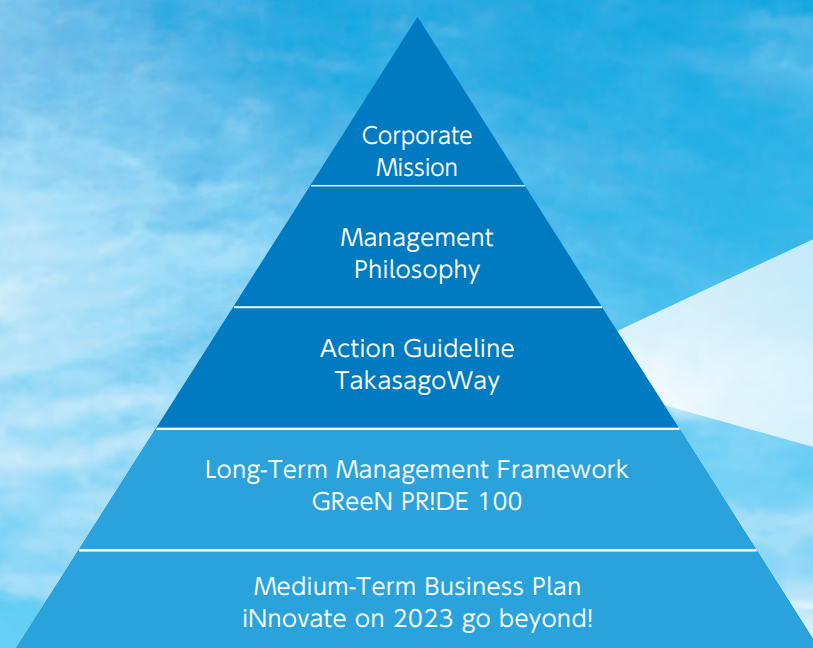 Corporate
Mission
Management
Philosophy
Action Guideline
TakasagoWay
Long-Term Management Framework
GReeN PR!DE 100
Medium-Term Business Plan
iNnovate on 2023 go beyond!